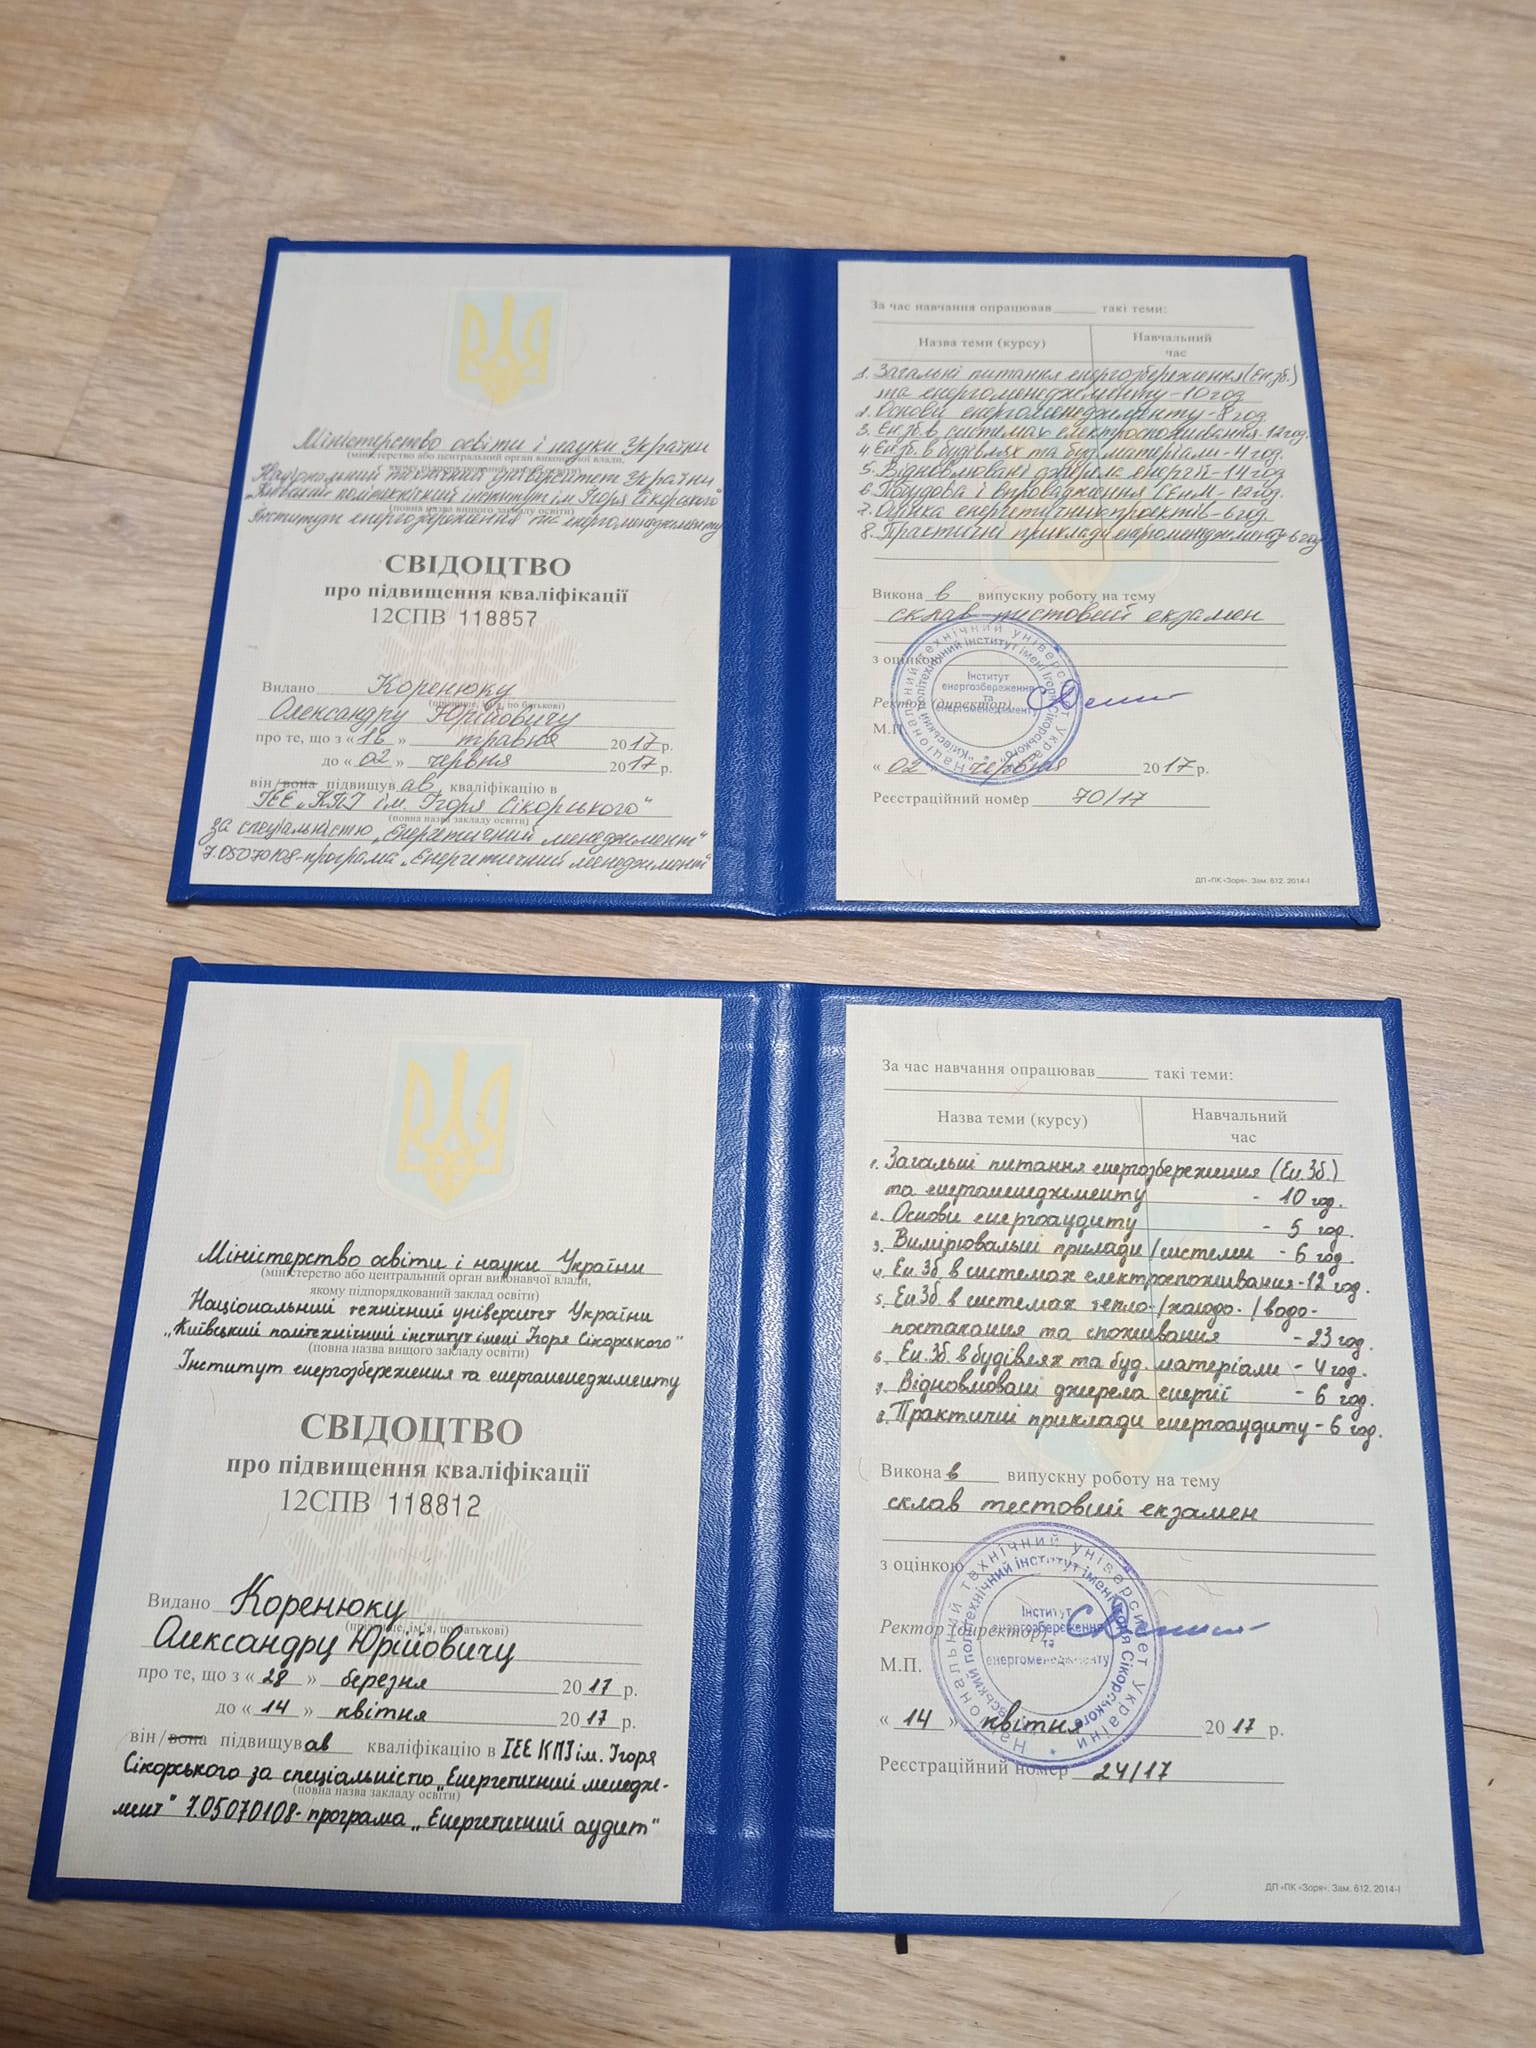 Міністерство освіти і науки України
(міністерство або центральний орган виконавчої влади,
якому підпорядкований заклад освіти)
Національний технічний університет України
„Київський політехнічний інститут ім. Ігоря Сікорського"
(повна назва вищого закладу освіти)
Інститут енергозбереження та енергоменеджменту
СВІДОЦТВО
про підвищення кваліфікації
12СПВ 118857
Видано Коренюку
(прізвище, ім'я, по батькові)
Олександру Юрійовичу
про те, що з «16» травня 2017 р.
до «02» червня 2017 р.
він/вона підвищував кваліфікацію в
ІЕЕ „КПІ ім. Ігоря Сікорського"
(повна назва закладу освіти)
за спеціальністю „Енергетичний менеджмент"
7.05070108-програма „Енергетичний менеджмент"
За час навчання опрацював такі теми:
Назва теми (курсу) Навчальний
час
1. Загальні питання енергозбереження (Ен.зб.)
та енергоменеджменту - 10 год
2. Основи енергоменеджменту - 8 год
3. Ен.зб. в системах електроспоживання - 12 год.
4. Ен.зб. в будівлях та буд. матеріали - 4 год.
5. Відновлювані джерела енергії - 14 год
6. Побудова і впровадження СЕнМ - 12 год.
7. Оцінка енергетичних проектів - 6 год.
8. Практичні приклади енергоменеджменту - 6 год
Виконав випускну роботу на тему
склав тестовий екзамен
з оцінкою
Ректор (директор)
М.П.
Національний технічний університет України
"Київський політехнічний інститут імені Ігоря Сікорського"
Інститут
енергозбереження
та
енергоменеджменту
«02» червня 2017 р.
Реєстраційний номер 70/17
ДП «ПК «Зоря». Зам. 612. 2014-І
Міністерство освіти і науки України
(міністерство або центральний орган виконавчої влади,
якому підпорядкований заклад освіти)
Національний технічний університет України
„Київський політехнічний інститут імені Ігоря Сікорського"
(повна назва вищого закладу освіти)
Інститут енергозбереження та енергоменеджменту
СВІДОЦТВО
про підвищення кваліфікації
12СПВ 118812
Видано Коренюку
(прізвище, ім'я, по батькові)
Олександру Юрійовичу
про те, що з «28» березня 2017 р.
до «14» квітня 2017 р.
він/вона підвищував кваліфікацію в ІЕЕ КПІ ім. Ігоря
Сікорського за спеціальністю „Енергетичний менедж-
(повна назва закладу освіти)
мент" 7.05070108-програма „Енергетичний аудит"
За час навчання опрацював такі теми:
Назва теми (курсу) Навчальний
час
1. Загальні питання енергозбереження (Ен.Зб.)
та енергоменеджменту - 10 год.
2. Основи енергоаудиту - 5 год.
3. Вимірювальні прилади/системи - 6 год.
4. Ен.Зб в системах електроспоживання - 12 год.
5. Ен.Зб в системах тепло-/холодо-/водо-
постачання та споживання - 23 год.
6. Ен.Зб. в будівлях та буд. матеріали - 4 год.
7. Відновлювані джерела енергії - 6 год.
8. Практичні приклади енергоаудиту - 6 год.
Виконав випускну роботу на тему
склав тестовий екзамен
з оцінкою
Ректор (директор)
М.П.
Національний технічний університет України
"Київський політехнічний інститут імені Ігоря Сікорського"
Інститут
енергозбереження
та
енергоменеджменту
«14» квітня 2017 р.
Реєстраційний номер 24/17
ДП «ПК «Зоря». Зам. 612. 2014-І